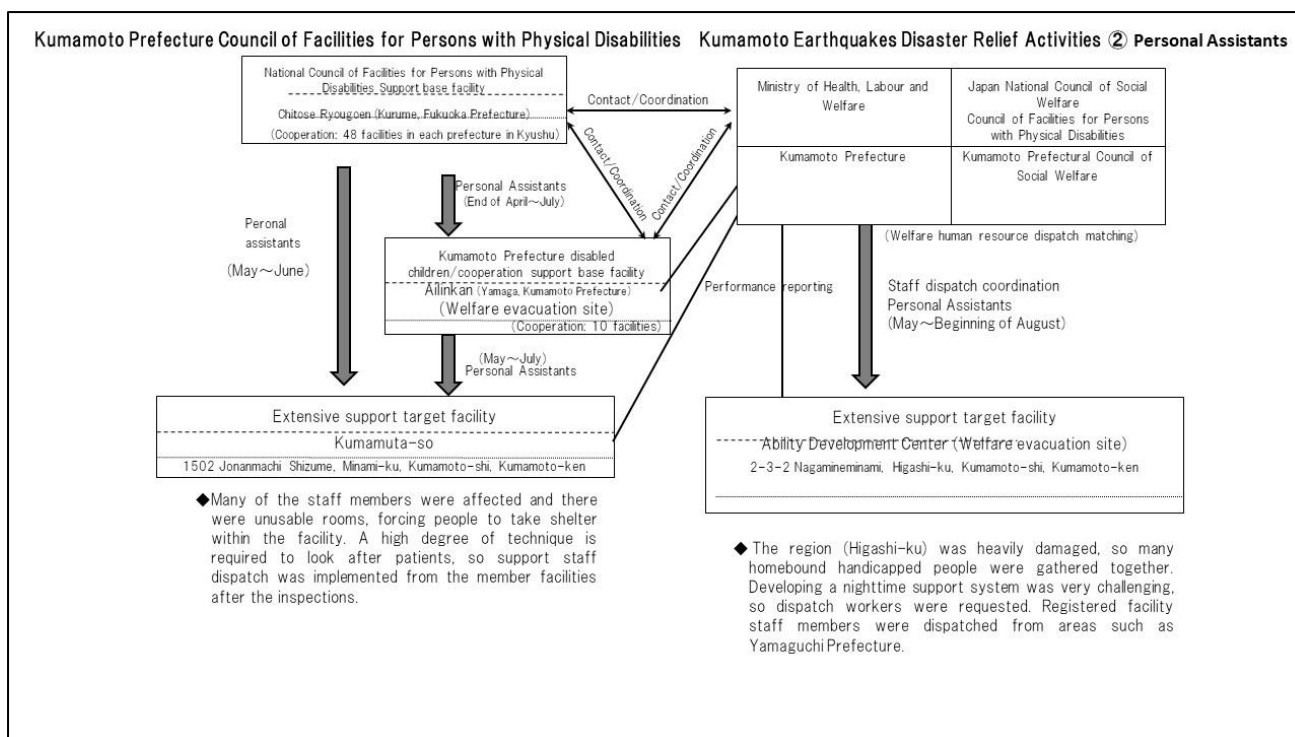 Kumamoto Prefecture Council of Facilities for Persons with Physical Disabilities Kumamoto Earthquakes Disaster Relief Activities ② Personal Assistants
National Council of Facilities for Persons with Physical
Disabilities Support base facility
Chitose Ryougoen (Kurume, Fukuoka Prefecture)
(Cooperation: 48 facilities in each prefecture in Kyushu)
Contact/Coordination
Contact/Coordination
Contact/Coordination
Ministry of Health, Labour and
Welfare
Japan National Council of Social
Welfare
Council of Facilities for Persons
with Physical Disabilities
Kumamoto Prefecture
Kumamoto Prefectural Council of
Social Welfare
Personal Assistants
(End of April～July)
Peronal
assistants
(May～June)
Kumamoto Prefecture disabled
children/cooperation support base facility
Ailinkan (Yamaga, Kumamoto Prefecture)
(Welfare evacuation site)
(Cooperation: 10 facilities)
(Welfare human resource dispatch matching)
Performance reporting
Staff dispatch coordination
Personal Assistants
(May～Beginning of August)
(May～July)
Personal Assistants
Extensive support target facility
Kumamuta-so
1502 Jonanmachi Shizume, Minami-ku, Kumamoto-shi, Kumamoto-ken
Extensive support target facility
Ability Development Center (Welfare evacuation site)
2-3-2 Nagamineminami, Higashi-ku, Kumamoto-shi, Kumamoto-ken
◆Many of the staff members were affected and there
were unusable rooms, forcing people to take shelter
within the facility. A high degree of technique is
required to look after patients, so support staff
dispatch was implemented from the member facilities
after the inspections.
◆ The region (Higashi-ku) was heavily damaged, so many
homebound handicapped people were gathered together.
Developing a nighttime support system was very challenging,
so dispatch workers were requested. Registered facility
staff members were dispatched from areas such as
Yamaguchi Prefecture.